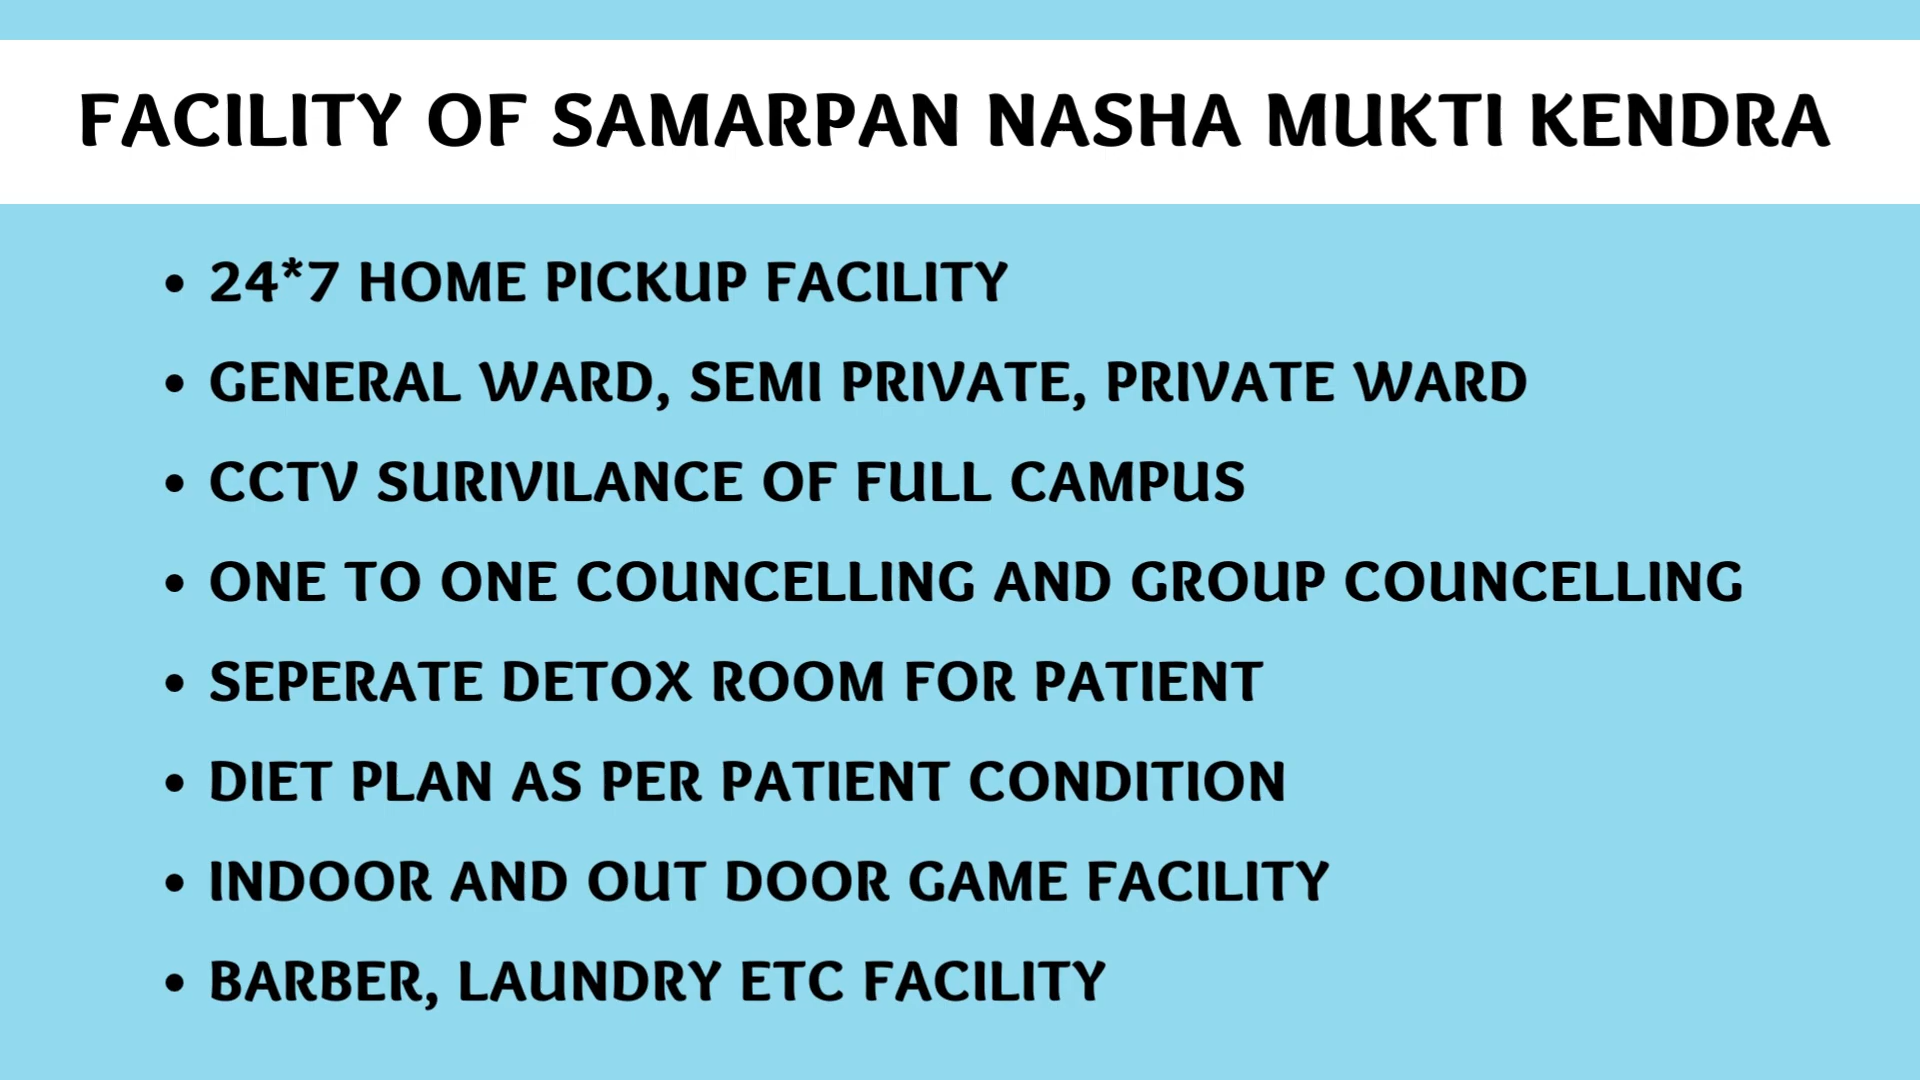 FACILITY OF SAMARPAN NASHA MUKTI KENDRA
• 24*7 HOME PICKUP FACILITY
• GENERAL WARD, SEMI PRIVATE, PRIVATE WARD
• CCTV SURIVILANCE OF FULL CAMPUS
• ONE TO ONE COUNCELLING AND GROUP COUNCELLING
• SEPERATE DETOX ROOM FOR PATIENT
• DIET PLAN AS PER PATIENT CONDITION
• INDOOR AND OUT DOOR GAME FACILITY
• BARBER, LAUNDRY ETC FACILITY